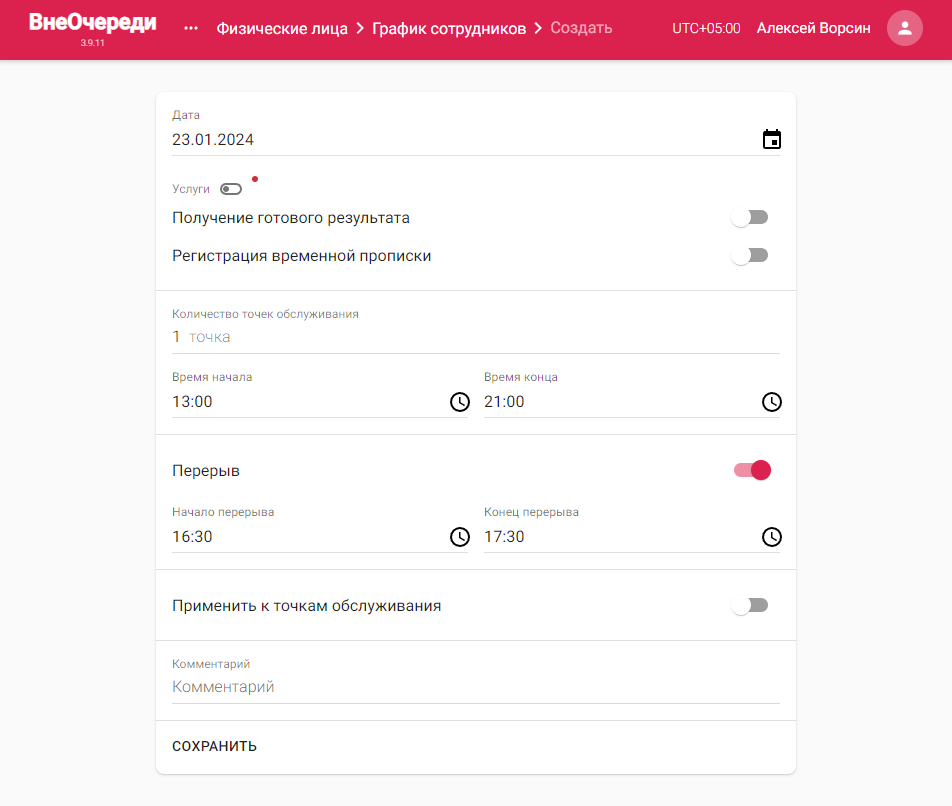 ВнеОчереди
3.9.11
Физические лица
График сотрудников
Создать
UTC+05:00
Алексей Ворсин
Дата
23.01.2024
Услуги
Получение готового результата
Регистрация временной прописки
Количество точек обслуживания
1 точка
Время начала
Время конца
13:00
21:00
Перерыв
Начало перерыва
Конец перерыва
16:30
17:30
Применить к точкам обслуживания
Комментарий
Комментарий
СОХРАНИТЬ